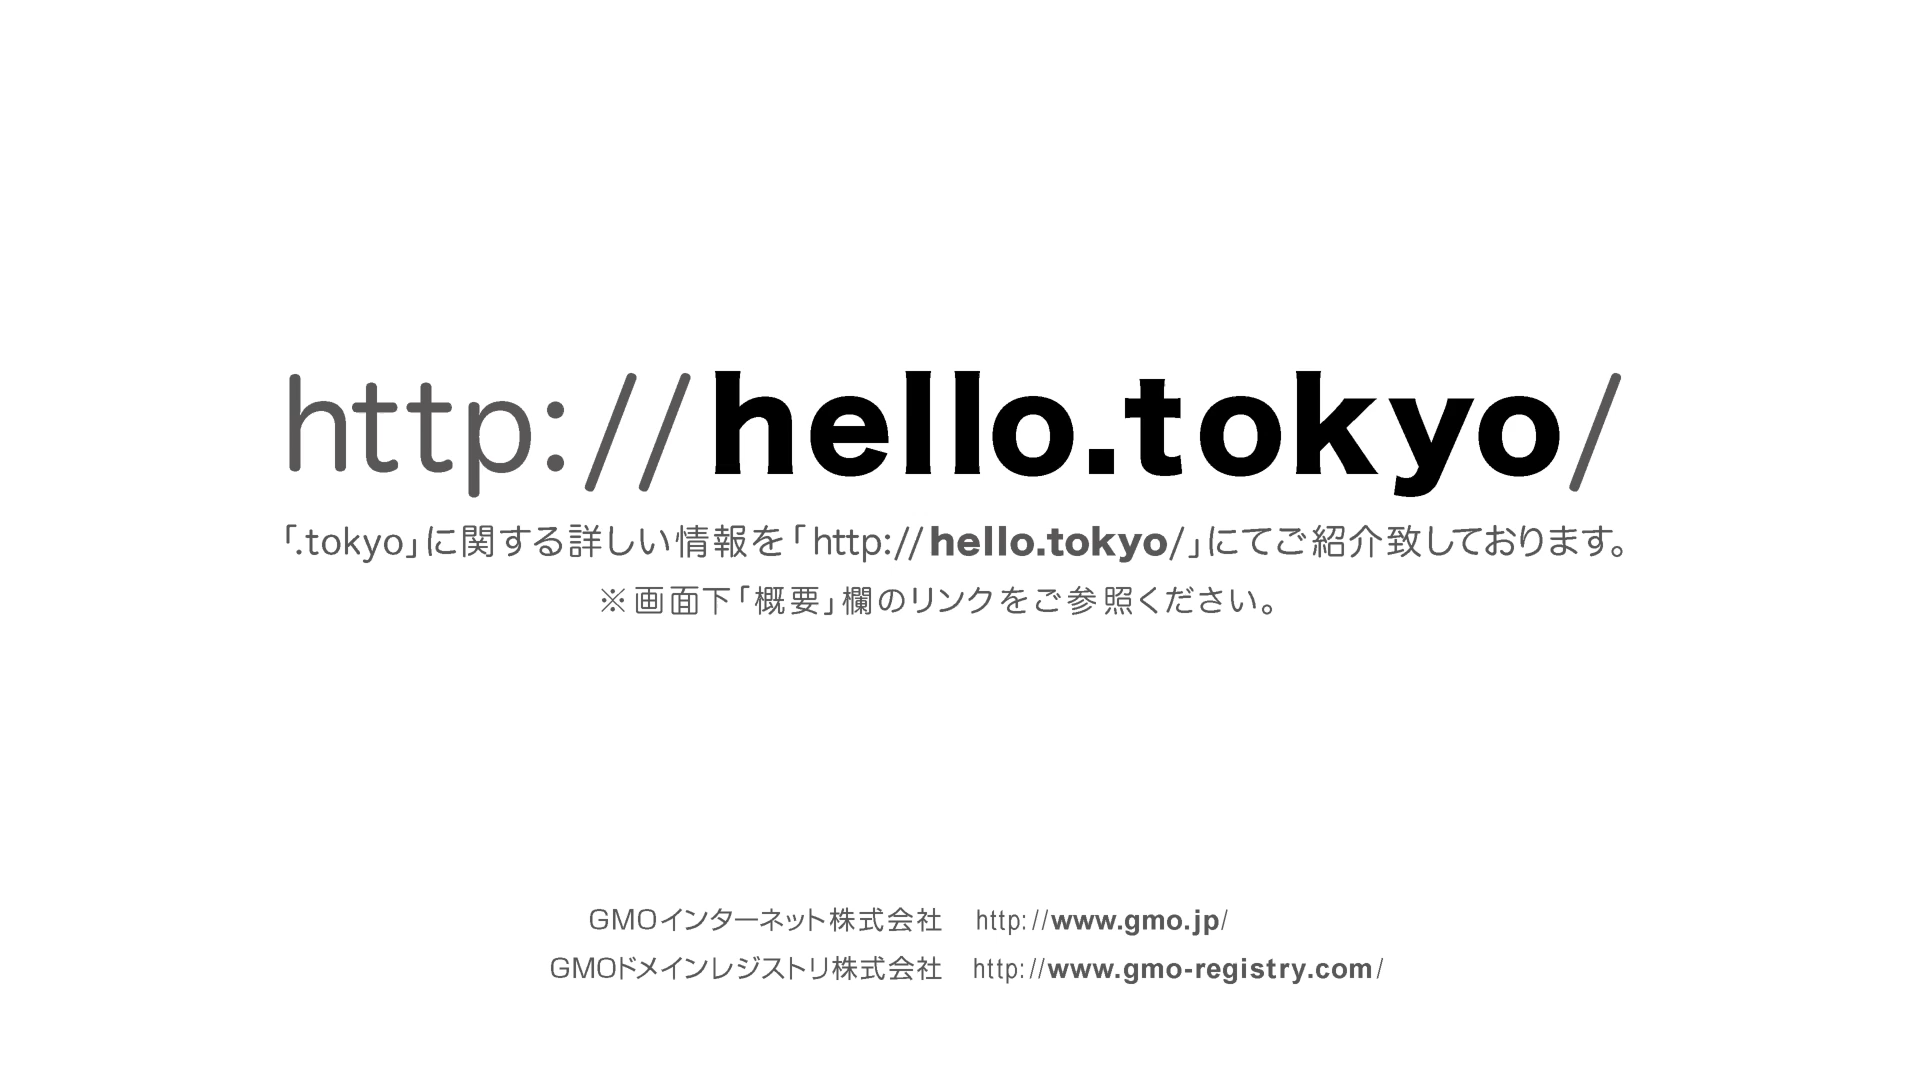 http://hello.tokyo/
「.tokyo」に関する詳しい情報を「http://hello.tokyo/」にてご紹介致しております。
※画面下「概要」欄のリンクをご参照ください。
GMOインターネット株式会社　http://www.gmo.jp/
GMOドメインレジストリ株式会社　http://www.gmo-registry.com/